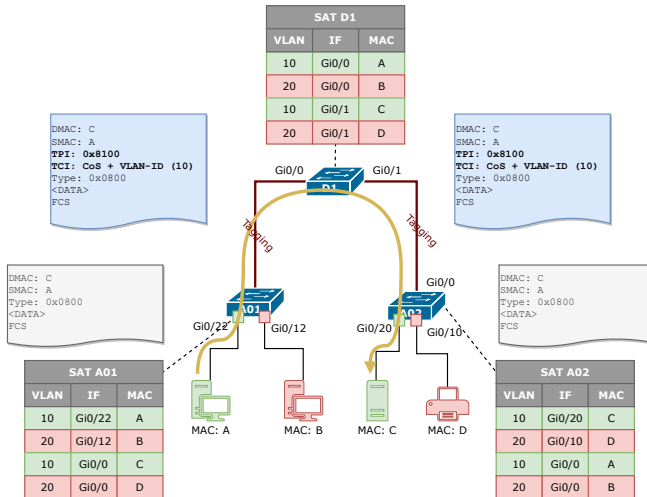 SAT D1
VLAN IF MAC
10 Gi0/0 A
20 Gi0/0 B
10 Gi0/1 C
20 Gi0/1 D
DMAC: C
SMAC: A
TPI: 0x8100
TCI: CoS + VLAN-ID (10)
Type: 0x0800
<DATA>
FCS
DMAC: C
SMAC: A
TPI: 0x8100
TCI: CoS + VLAN-ID (10)
Type: 0x0800
<DATA>
FCS
Gi0/0
Gi0/1
D1
Tagging
Tagging
DMAC: C
SMAC: A
Type: 0x0800
<DATA>
FCS
A01
Gi0/22
Gi0/12
Gi0/0
A02
Gi0/20
Gi0/10
DMAC: C
SMAC: A
Type: 0x0800
<DATA>
FCS
SAT A01
VLAN IF MAC
10 Gi0/22 A
20 Gi0/12 B
10 Gi0/0 C
20 Gi0/0 D
MAC: A
MAC: B
MAC: C
MAC: D
SAT A02
VLAN IF MAC
10 Gi0/20 C
20 Gi0/10 D
10 Gi0/0 A
20 Gi0/0 B